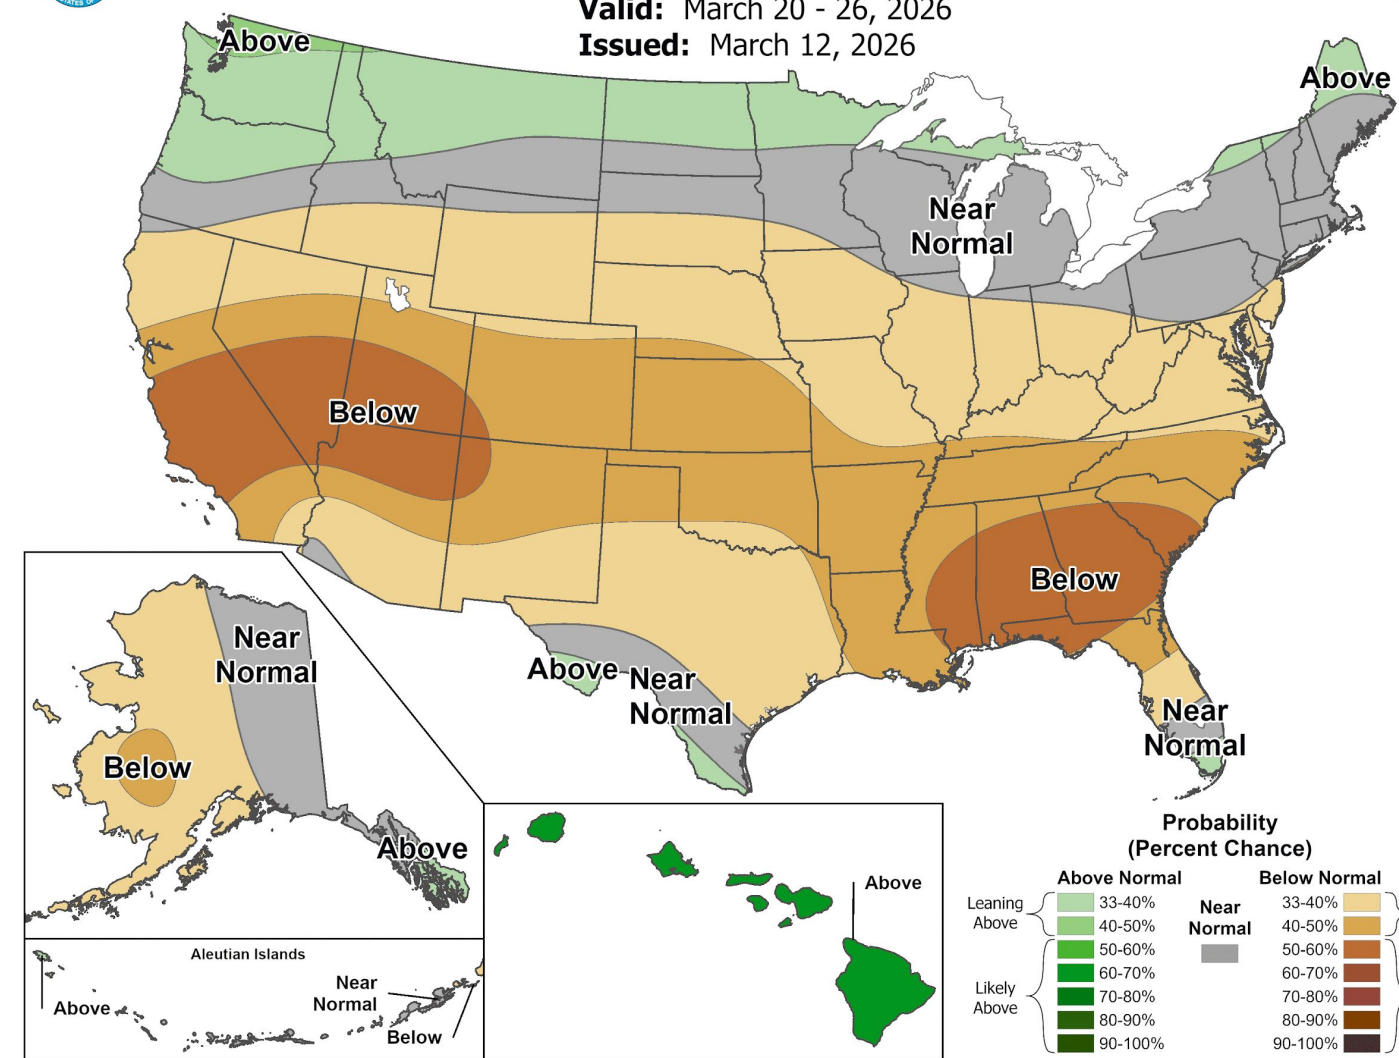 STATES OF
Valid: March 20 - 26, 2026
Issued: March 12, 2026
Above
Above
Near
Normal
Below
Below
Near
Normal
Above
Near
Normal
Near
Normal
Below
Above
Above
Aleutian Islands
Near
Normal
Above
Below
Probability
(Percent Chance)
Above Normal
Below Normal
Leaning
Above
Likely
Above
33-40%
40-50%
50-60%
60-70%
70-80%
80-90%
90-100%
Near
Normal
33-40%
40-50%
50-60%
60-70%
70-80%
80-90%
90-100%